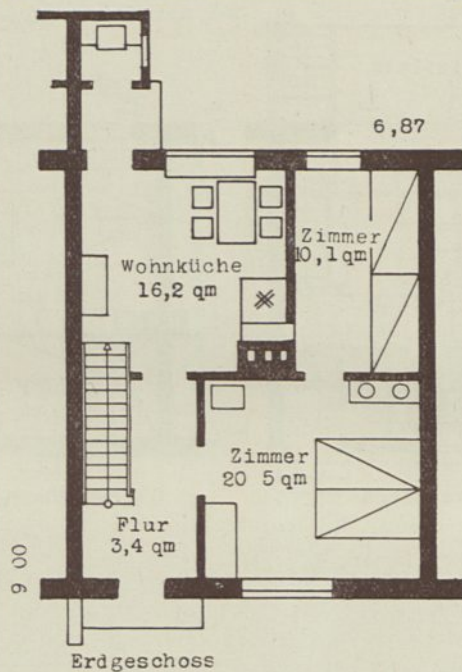 6,87
Zimmer
10,1 qm
Wohnküche
16,2 qm
Zimmer
20 5 qm
Flur
3,4 qm
9 00
Erdgeschoss